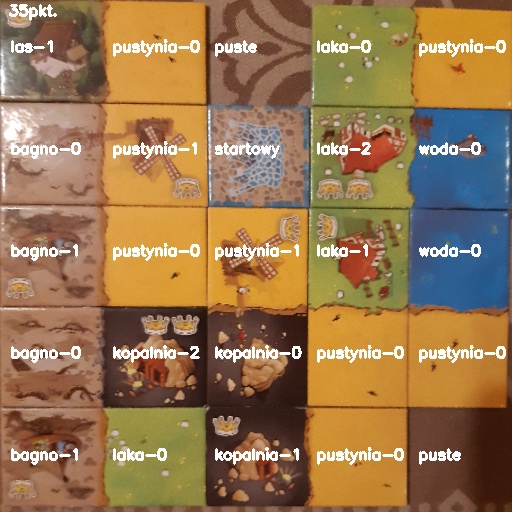 35pkt.
las-1 pustynia-0 puste laka-0 pustynia-0
bagno-0 pustynia-1 startowy laka-2 woda-0
bagno-1 pustynia-0 pustynia-1 laka-1 woda-0
bagno-0 kopalnia-2 kopalnia-0 pustynia-0 pustynia-0
bagno-1 laka-0 kopalnia-1 pustynia-0 puste